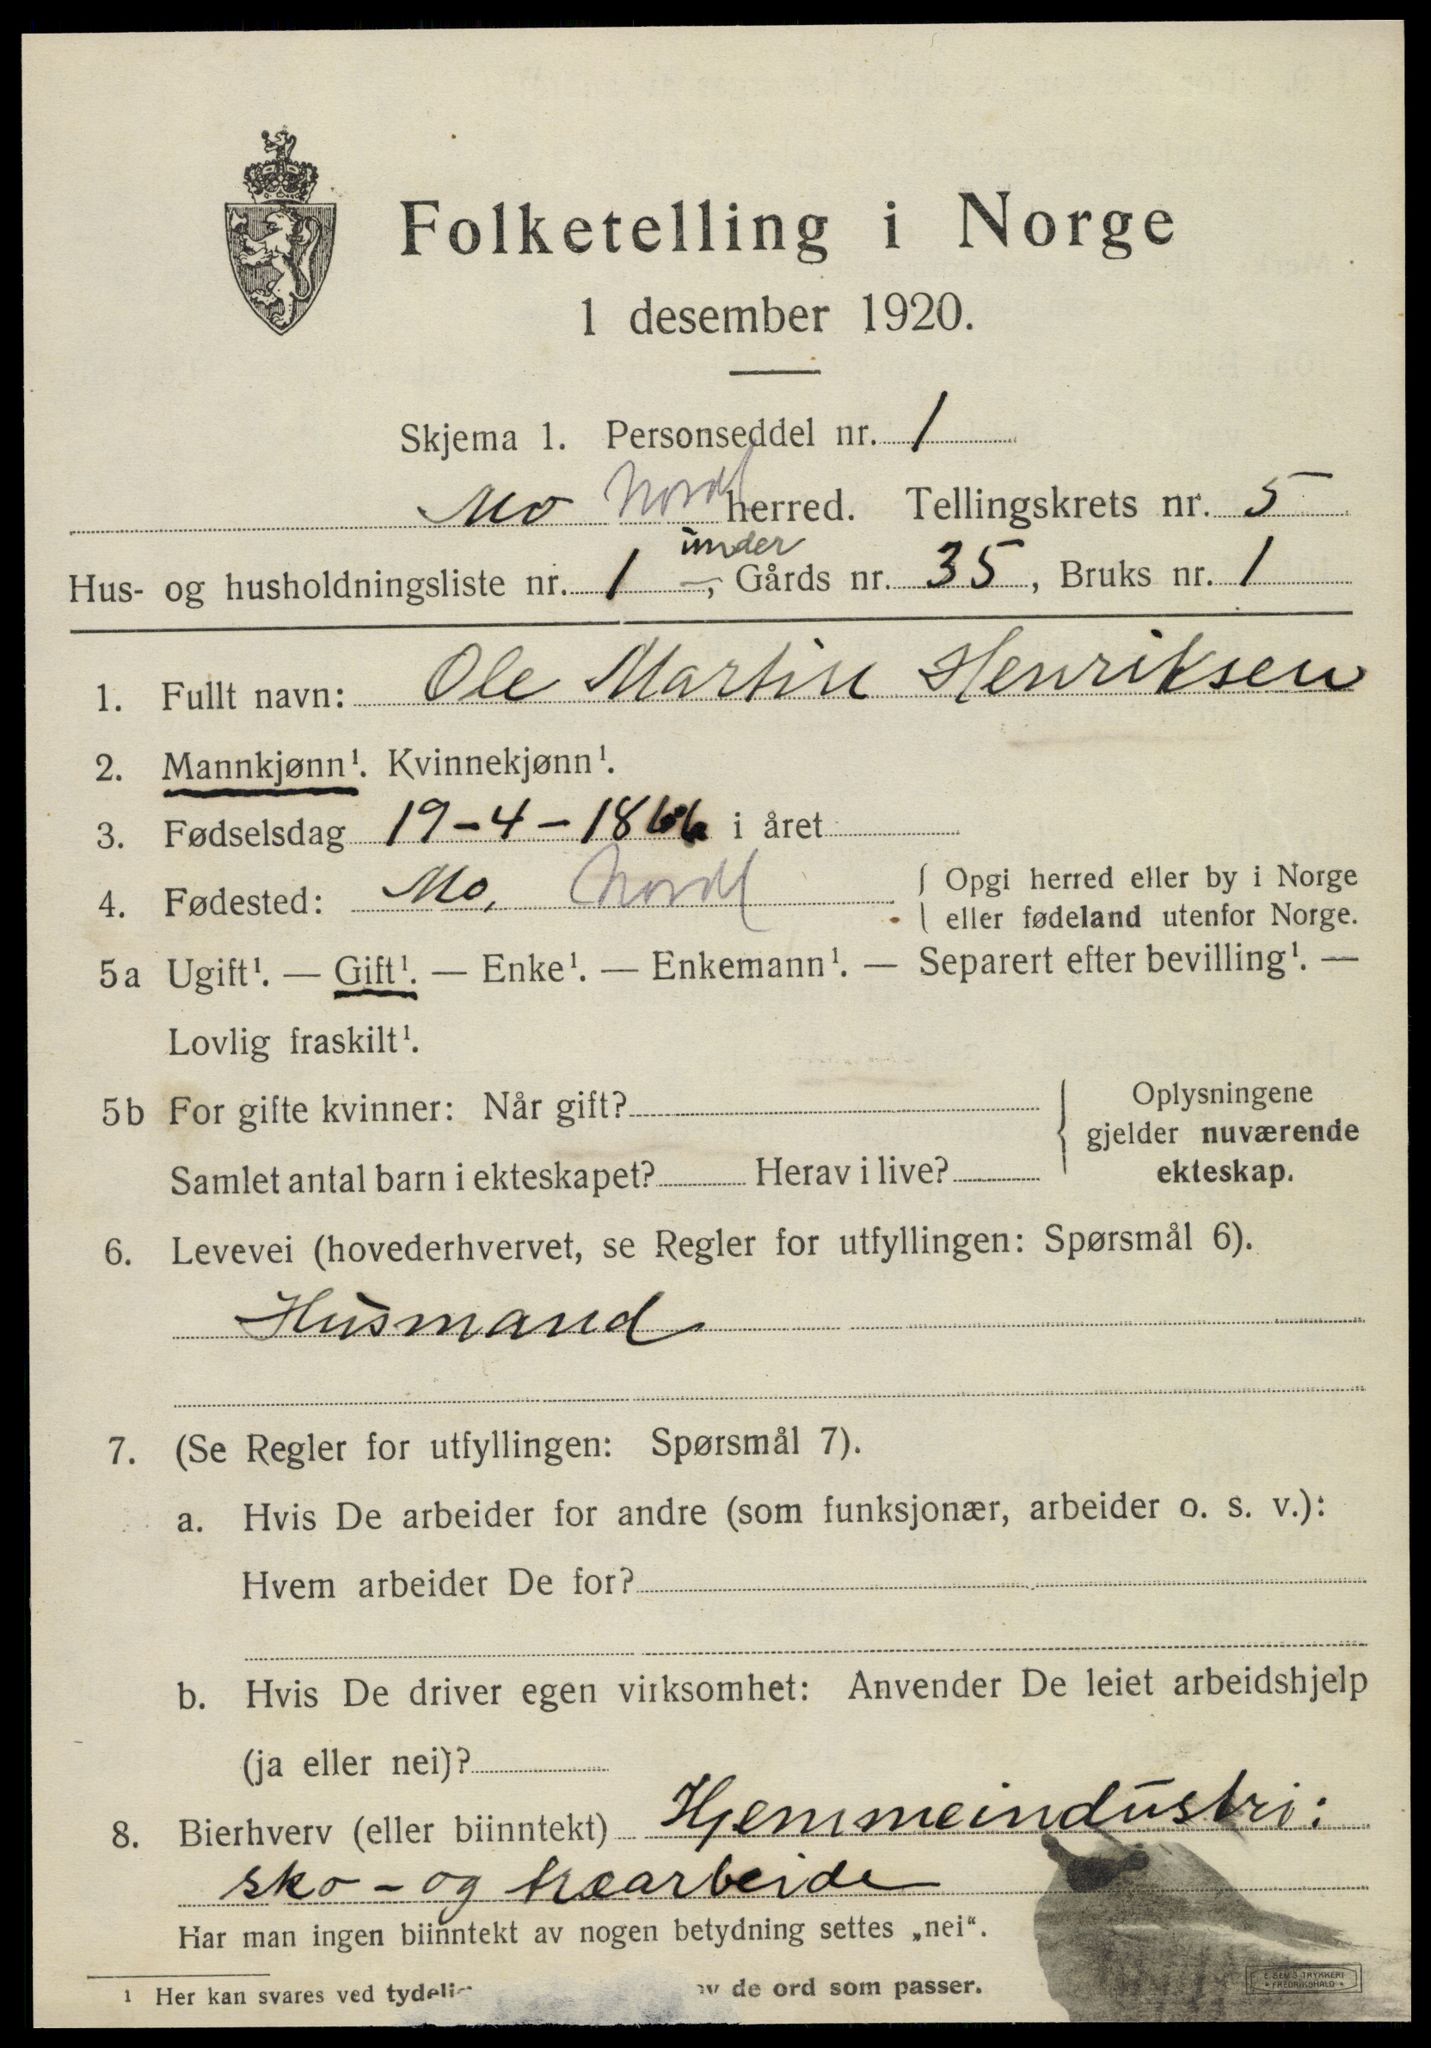 Folketelling i Norge
1 desember 1920.
Skjema 1. Personseddel nr. 1
Mo Nordl herred. Tellingskrets nr. 5
under
Hus- og husholdningsliste nr. 1 –, Gårds nr. 35, Bruks nr. 1
1. Fullt navn: Ole Martin Henriksen
2. Mannkjønn¹. Kvinnekjønn¹.
3. Fødselsdag 19-4-1866 i året
4. Fødested: Mo, Nordl { Opgi herred eller by i Norge
eller fødeland utenfor Norge.
5a Ugift¹. — Gift¹. — Enke¹. — Enkemann¹. — Separert efter bevilling¹. —
Lovlig fraskilt¹.
5b For gifte kvinner: Når gift?
Samlet antal barn i ekteskapet? Herav i live?
Oplysningene
gjelder nuværende
ekteskap.
6. Levevei (hovederhvervet, se Regler for utfyllingen: Spørsmål 6).
Husmand
7. (Se Regler for utfyllingen: Spørsmål 7).
a. Hvis De arbeider for andre (som funksjonær, arbeider o. s. v.):
Hvem arbeider De for?
b. Hvis De driver egen virksomhet: Anvender De leiet arbeidshjelp
(ja eller nei)?
8. Bierhverv (eller biinntekt) Hjemmeindustri:
sko- og træarbeide
Har man ingen biinntekt av nogen betydning settes „nei“.
¹ Her kan svares ved de ord som passer.
E. SEM'S TRYKKERI
FREDRIKSHALD